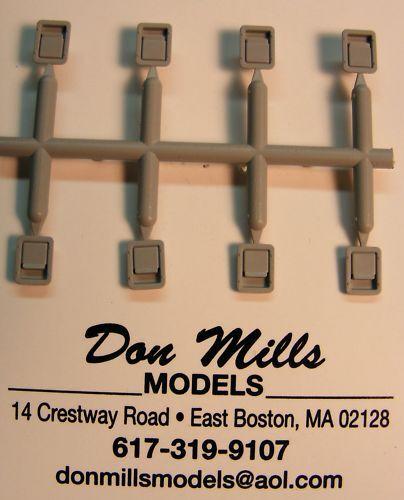 Don Mills
MODELS
14 Crestway Road • East Boston, MA 02128
617-319-9107
donmillsmodels@aol.com